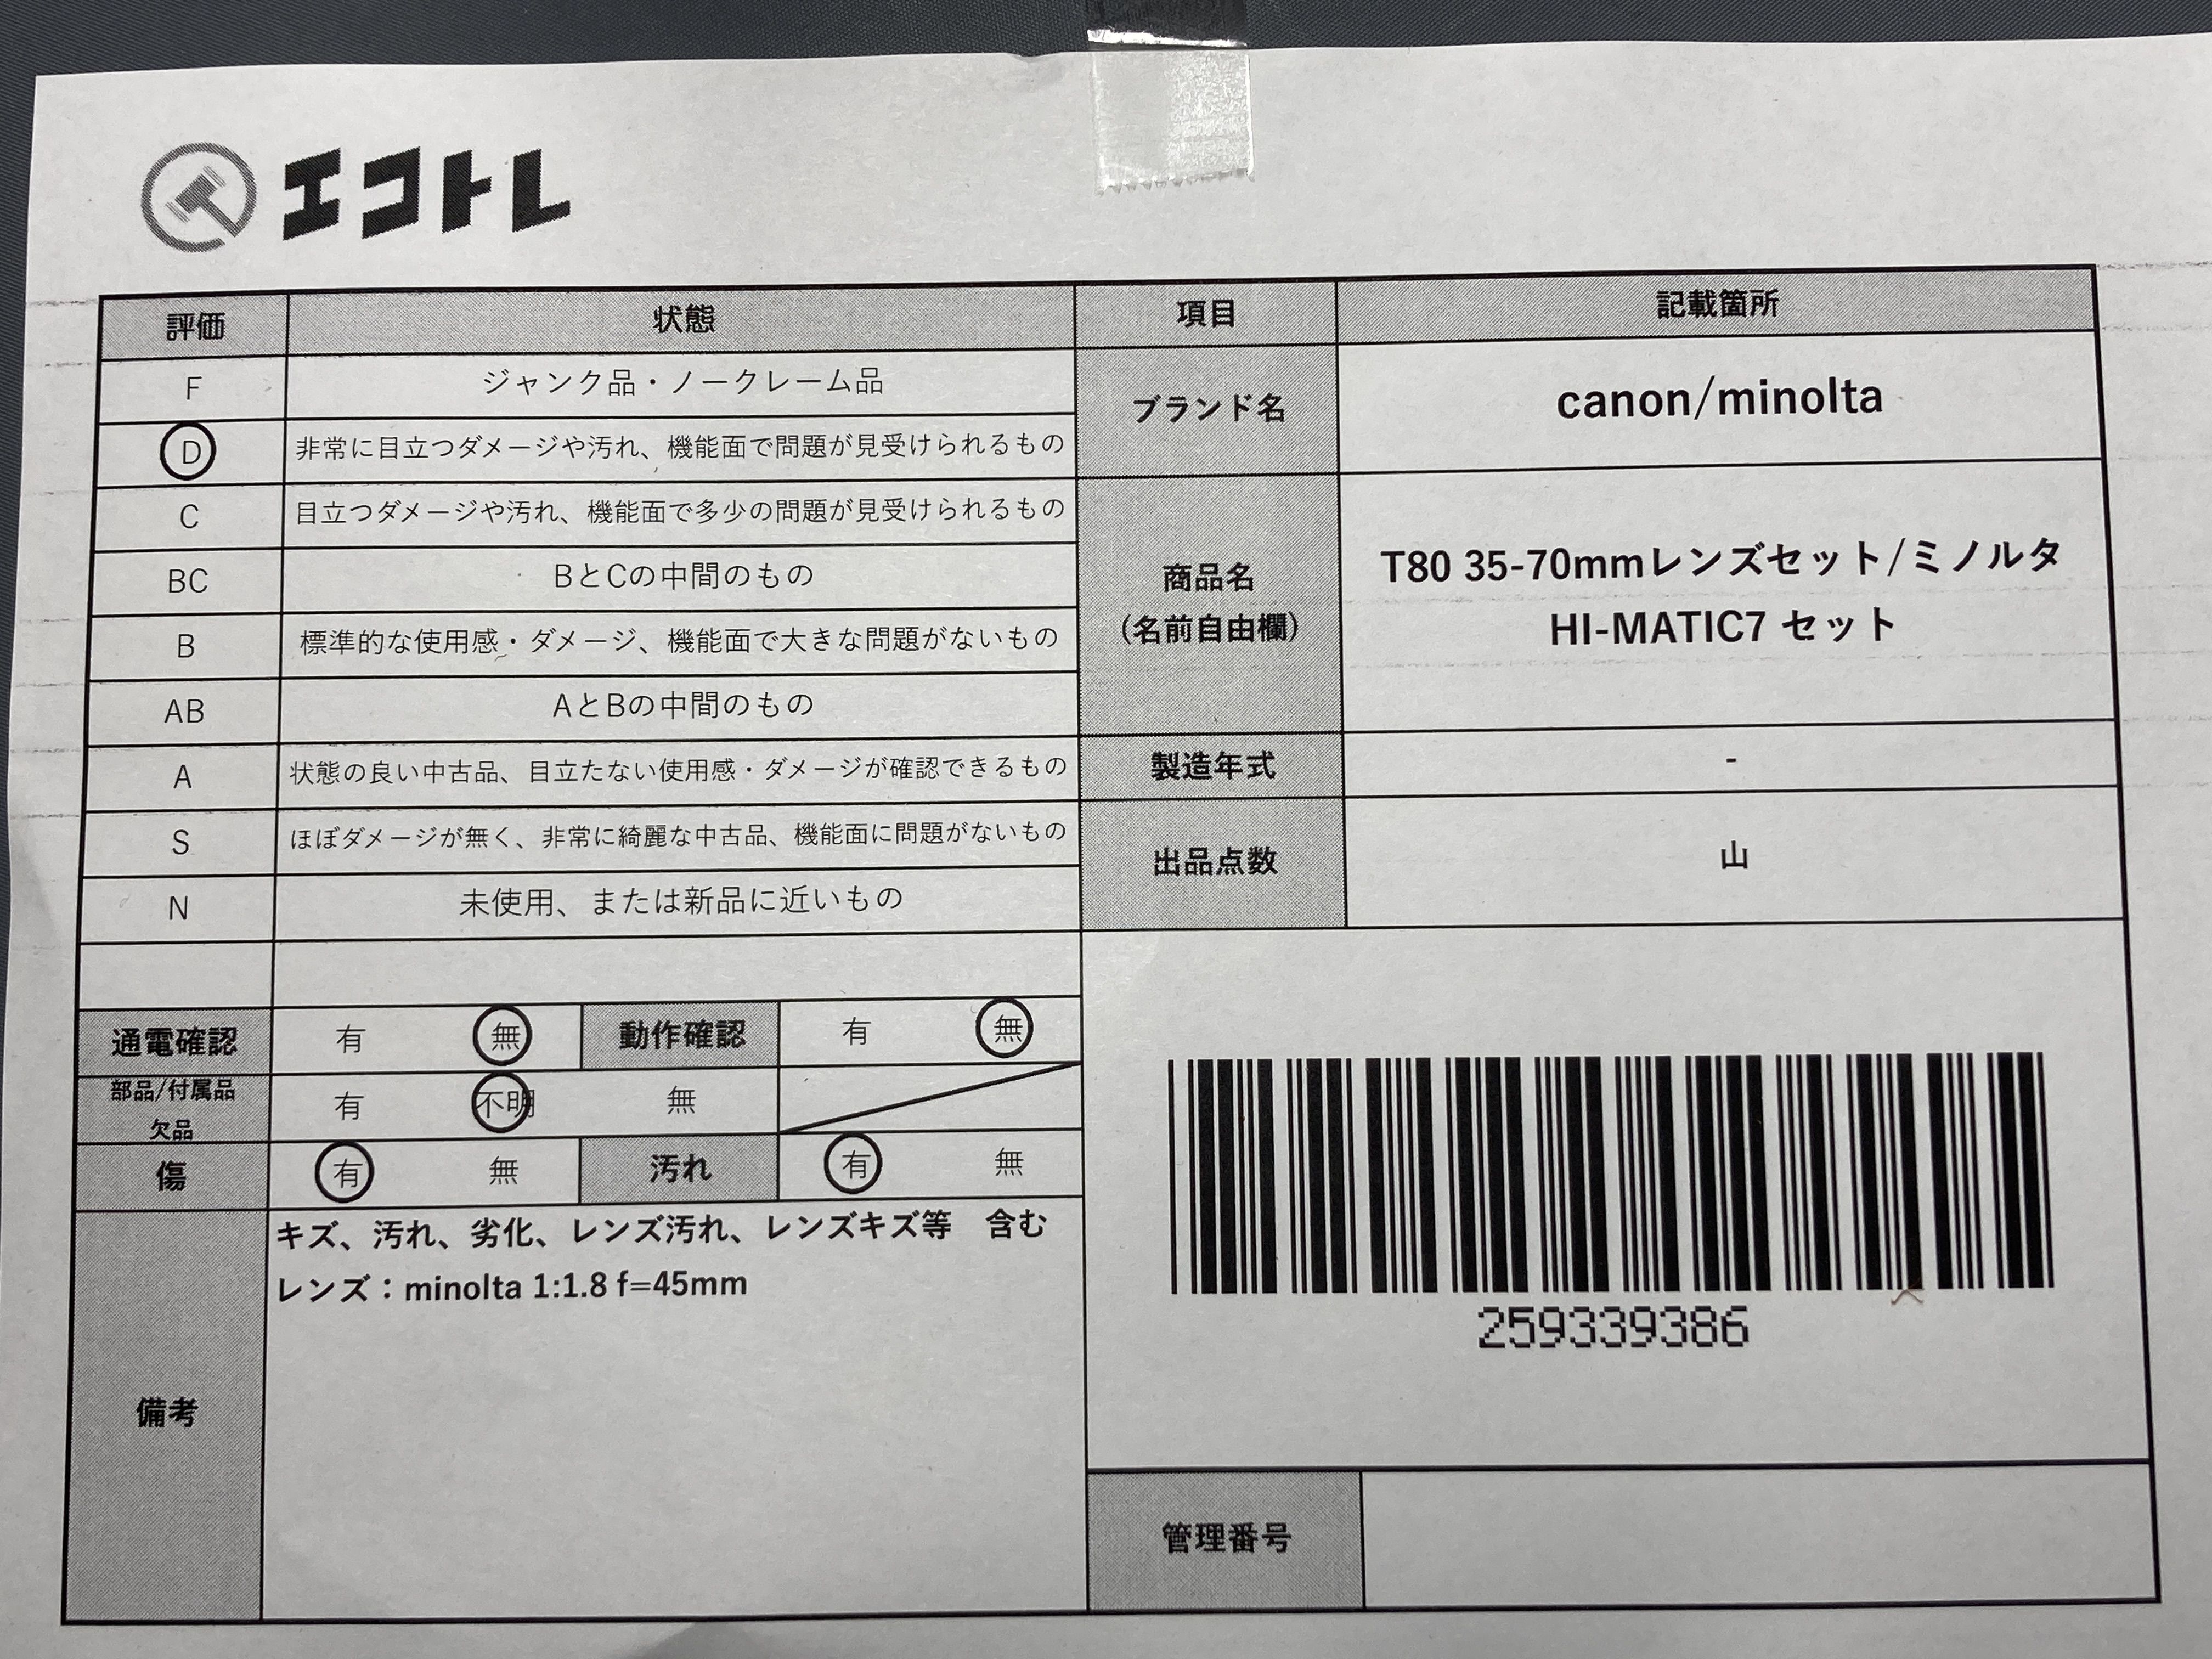 エコトレ
評価 状態 項目 記載箇所
F ジャンク品・ノークレーム品
D 非常に目立つダメージや汚れ、機能面で問題が見受けられるもの
C 目立つダメージや汚れ、機能面で多少の問題が見受けられるもの
BC BとCの中間のもの
B 標準的な使用感・ダメージ、機能面で大きな問題がないもの
AB AとBの中間のもの
A 状態の良い中古品、目立たない使用感・ダメージが確認できるもの
S ほぼダメージが無く、非常に綺麗な中古品、機能面に問題がないもの
N 未使用、または新品に近いもの
ブランド名 canon/minolta
商品名
(名前自由欄)
T80 35-70mmレンズセット/ミノルタ
HI-MATIC7 セット
製造年式 -
出品点数 山
通電確認 有 無 動作確認 有 無
部品/付属品
欠品
有 不明 無
傷 有 無 汚れ 有 無
備考
キズ、汚れ、劣化、レンズ汚れ、レンズキズ等 含む
レンズ：minolta 1:1.8 f=45mm
259339386
管理番号